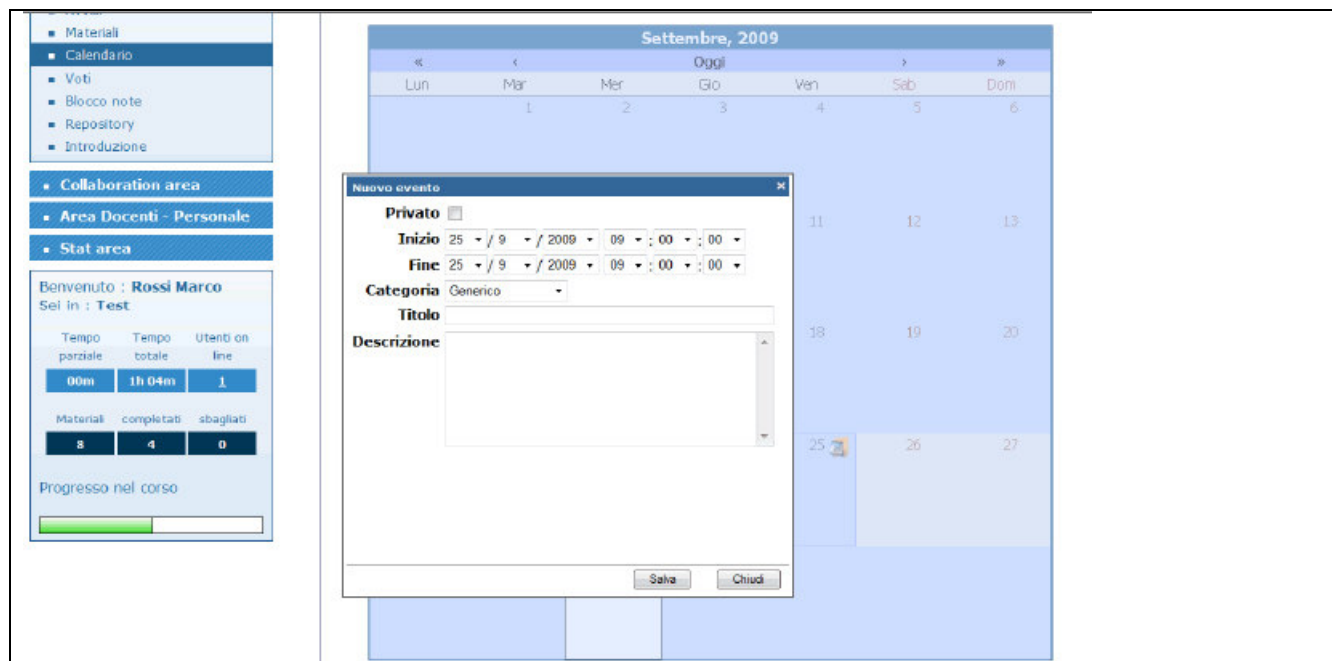 Materiali
Calendario
Voti
Blocco note
Repository
Introduzione
Collaboration area
Area Docenti - Personale
Stat area
Benvenuto : Rossi Marco
Sei in : Test
Tempo parziale Tempo totale Utenti on line
00m 1h 04m 1
Materiali completati sbagliati
8 4 0
Progresso nel corso
Settembre, 2009
« ‹ Oggi › »
Lun Mar Mer Gio Ven Sab Dom
1 2 3 4 5 6
11 12 13
18 19 20
25 26 27
Nuovo evento ×
Privato
Inizio 25 / 9 / 2009 09 : 00 : 00
Fine 25 / 9 / 2009 09 : 00 : 00
Categoria Generico
Titolo
Descrizione
Salva Chiudi